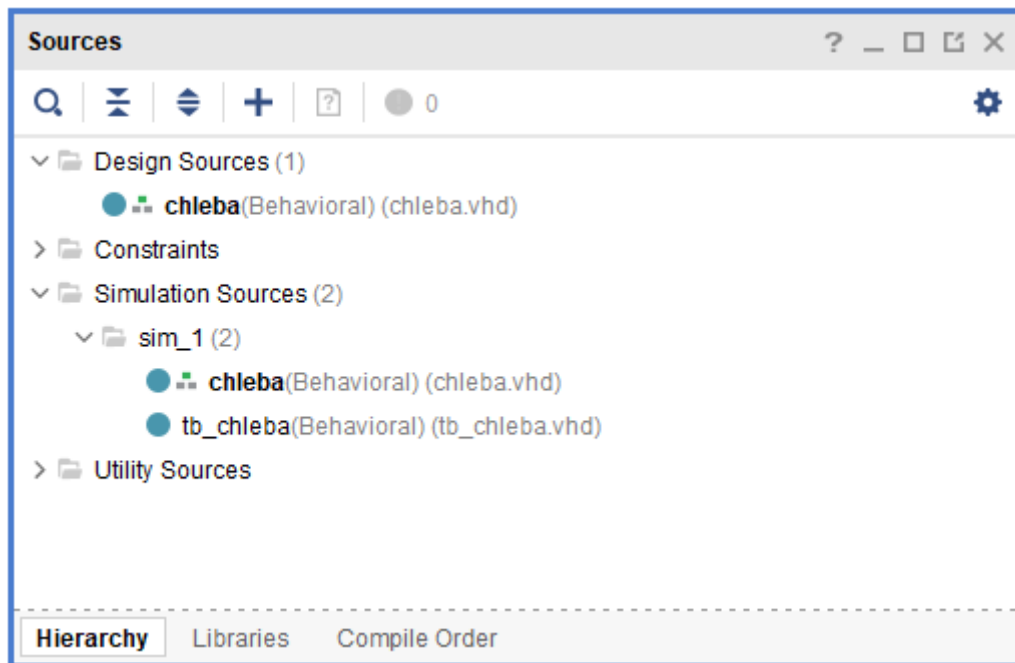 Sources
? 0
Design Sources (1)
chleba(Behavioral) (chleba.vhd)
Constraints
Simulation Sources (2)
sim_1 (2)
chleba(Behavioral) (chleba.vhd)
tb_chleba(Behavioral) (tb_chleba.vhd)
Utility Sources
Hierarchy Libraries Compile Order